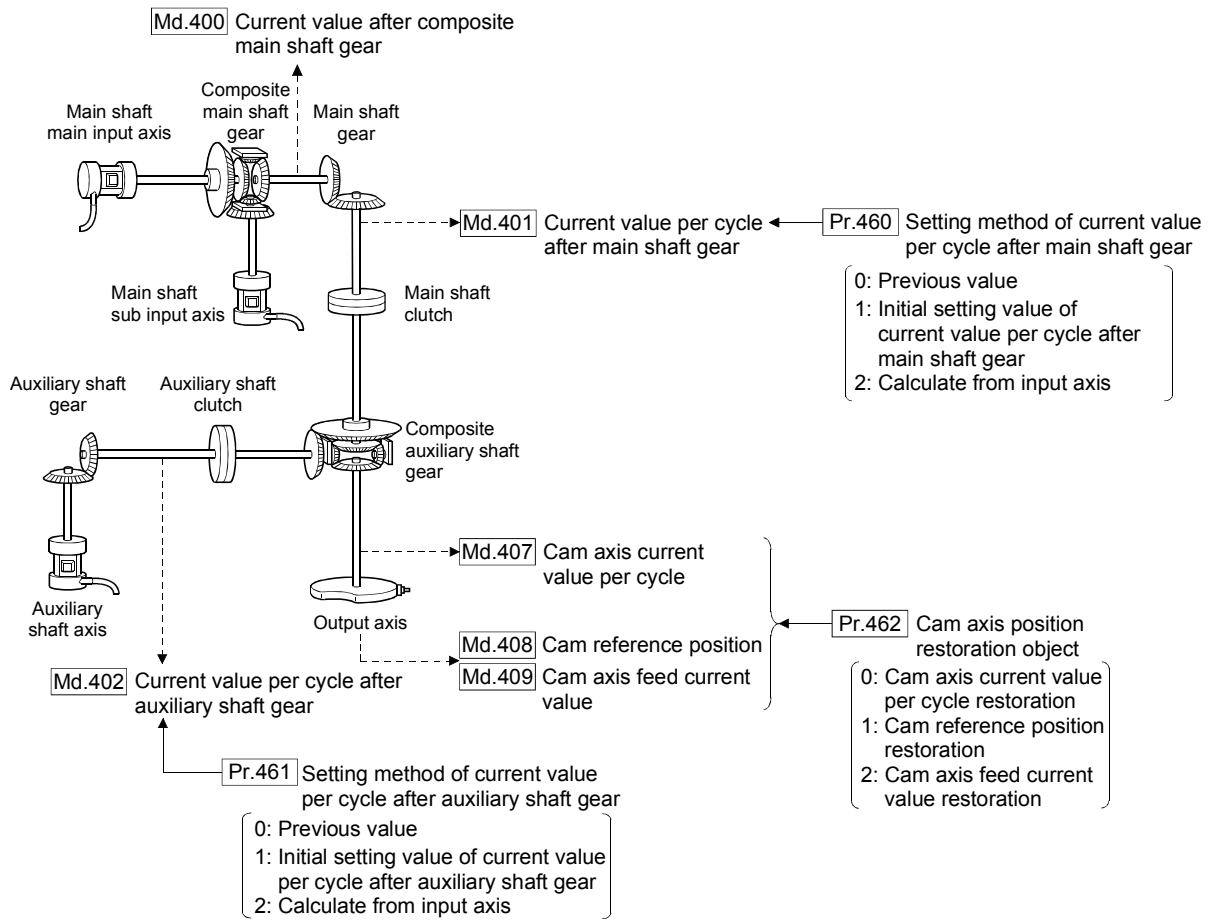 Md.400 Current value after composite
main shaft gear
Composite
main shaft
gear
Main shaft
gear
Main shaft
main input axis
Md.401 Current value per cycle
after main shaft gear
Pr.460 Setting method of current value
per cycle after main shaft gear
0: Previous value
1: Initial setting value of
current value per cycle after
main shaft gear
2: Calculate from input axis
Main shaft
sub input axis
Main shaft
clutch
Auxiliary shaft
gear
Auxiliary shaft
clutch
Composite
auxiliary shaft
gear
Auxiliary
shaft axis
Md.407 Cam axis current
value per cycle
Output axis
Md.408 Cam reference position
Md.409 Cam axis feed current
value
Pr.462 Cam axis position
restoration object
0: Cam axis current value
per cycle restoration
1: Cam reference position
restoration
2: Cam axis feed current
value restoration
Md.402 Current value per cycle after
auxiliary shaft gear
Pr.461 Setting method of current value
per cycle after auxiliary shaft gear
0: Previous value
1: Initial setting value of current value
per cycle after auxiliary shaft gear
2: Calculate from input axis